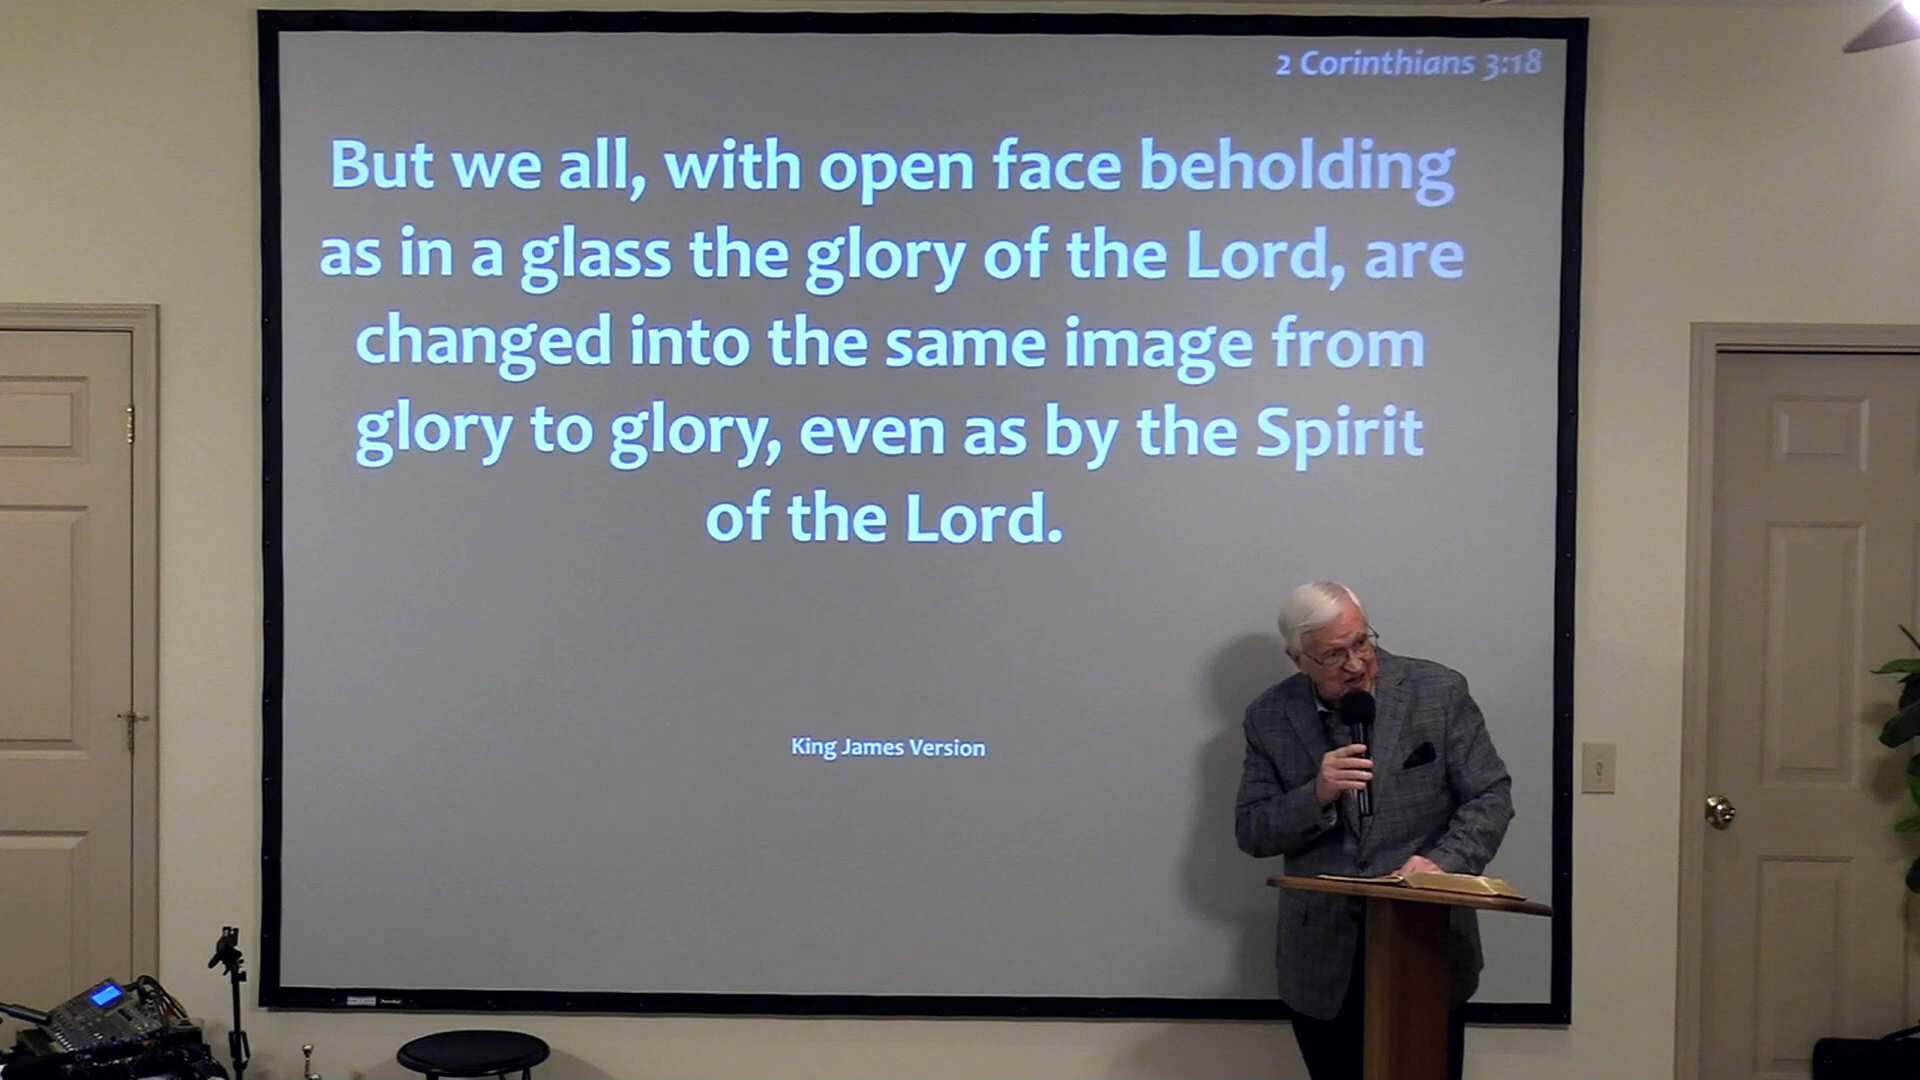 2 Corinthians 3:18
But we all, with open face beholding
as in a glass the glory of the Lord, are
changed into the same image from
glory to glory, even as by the Spirit
of the Lord.
King James Version